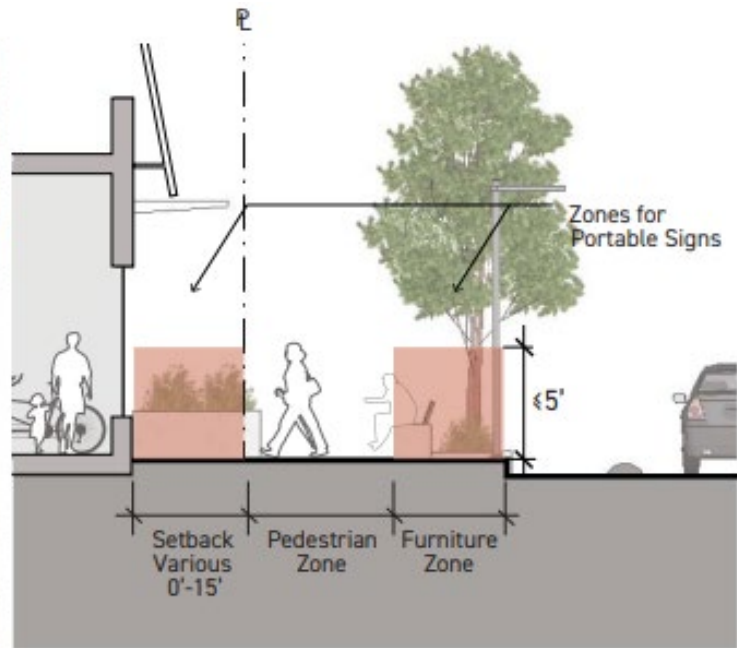 PL
Zones for
Portable Signs
≤5'
Setback
Various
0'-15'
Pedestrian
Zone
Furniture
Zone